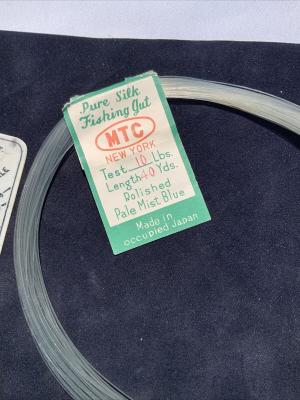 Pure Silk
Fishing Gut
MTC
NEW YORK
Test 10 Lbs.
Length 40 Yds.
Polished
Pale Mist Blue
Made in
Occupied Japan